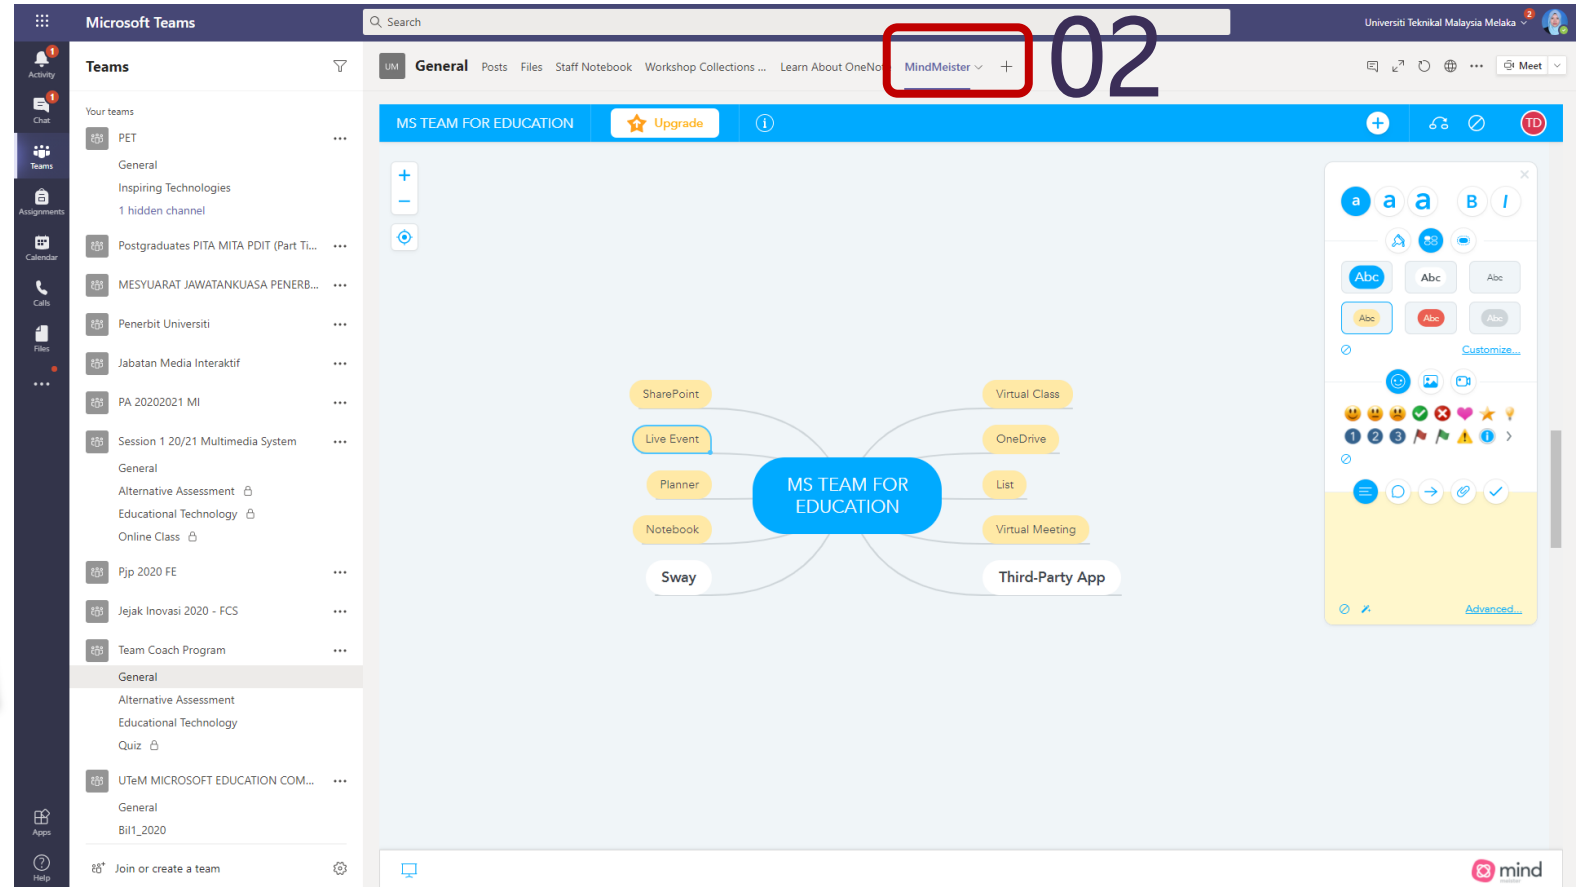 Microsoft Teams
Search
Universiti Teknikal Malaysia Melaka
2
02
1
Activity
1
Chat
Teams
Assignments
Calendar
Calls
Files
Apps
Help
Teams
Your teams
PET
General
Inspiring Technologies
1 hidden channel
Postgraduates PITA MITA PDIT (Part Ti...
MESYUARAT JAWATANKUASA PENERB...
Penerbit Universiti
Jabatan Media Interaktif
PA 20202021 MI
Session 1 20/21 Multimedia System
General
Alternative Assessment
Educational Technology
Online Class
Pjp 2020 FE
Jejak Inovasi 2020 - FCS
Team Coach Program
General
Alternative Assessment
Educational Technology
Quiz
UTeM MICROSOFT EDUCATION COM...
General
Bil1_2020
Join or create a team
UM General Posts Files Staff Notebook Workshop Collections ... Learn About OneNot MindMeister
Meet
MS TEAM FOR EDUCATION Upgrade
TD
SharePoint
Live Event
Planner
Notebook
Sway
MS TEAM FOR
EDUCATION
Virtual Class
OneDrive
List
Virtual Meeting
Third-Party App
a a a B I
Abc Abc Abc
Abc Abc Abc
Customize...
1 2 3
Advanced...
mind